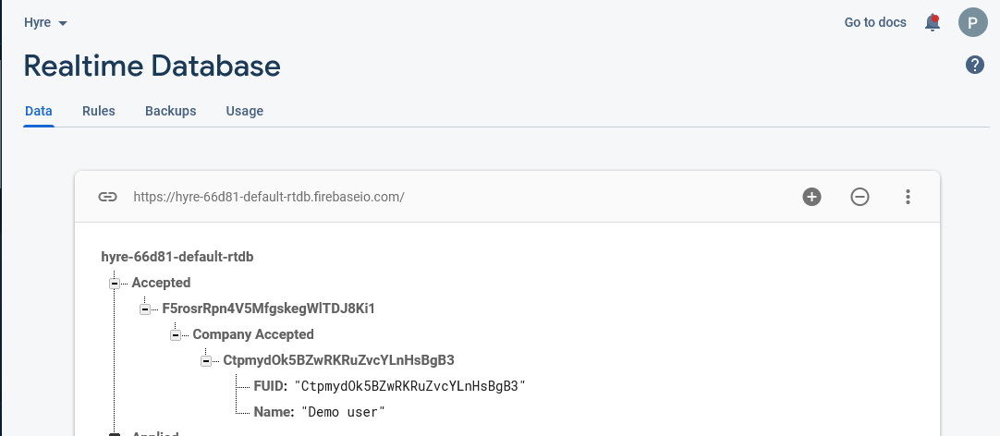 Hyre
Go to docs
P
Realtime Database
?
Data Rules Backups Usage
https://hyre-66d81-default-rtdb.firebaseio.com/
hyre-66d81-default-rtdb
Accepted
F5rosrRpn4V5MfgskegWlTDJ8Ki1
Company Accepted
CtpmydOk5BZwRKRuZvcYLnHsBgB3
FUID: "CtpmydOk5BZwRKRuZvcYLnHsBgB3"
Name: "Demo user"
Applied